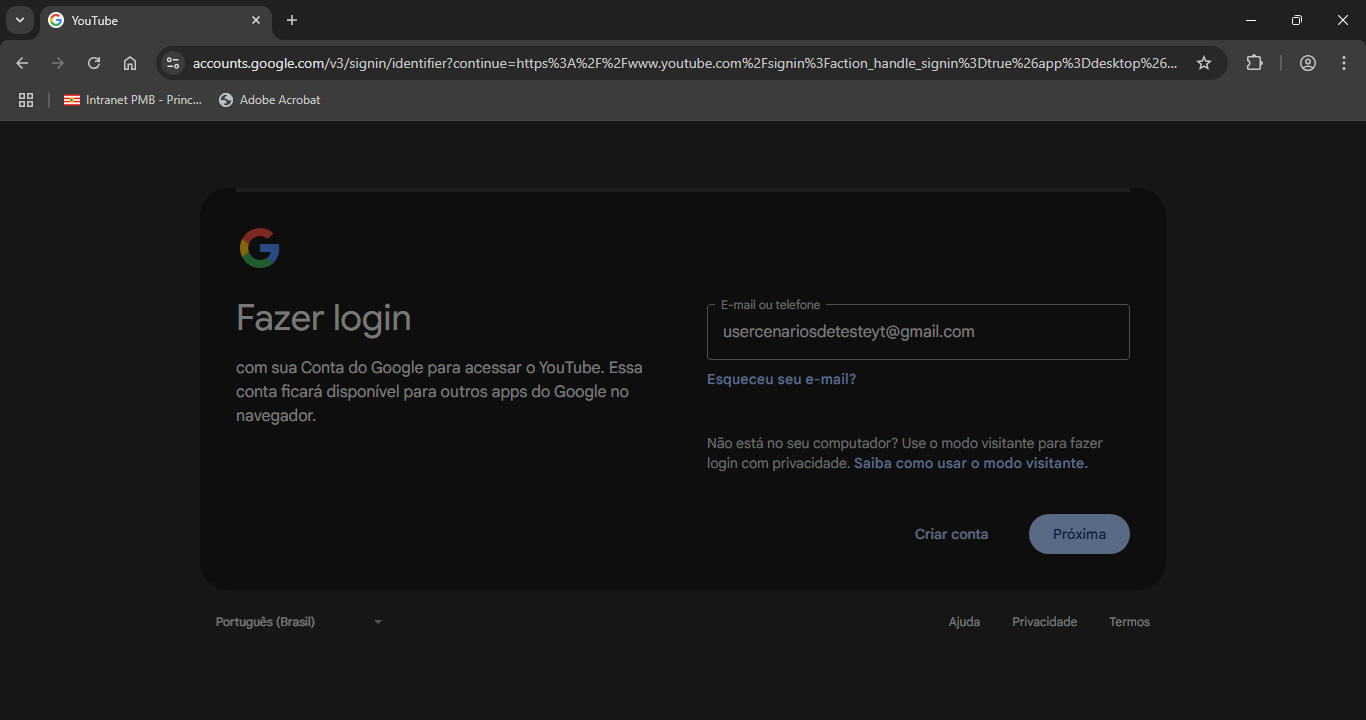 YouTube
accounts.google.com/v3/signin/identifier?continue=https%3A%2F%2Fwww.youtube.com%2Fsignin%3Faction_handle_signin%3Dtrue%26app%3Ddesktop%26...
Intranet PMB - Princ... Adobe Acrobat
Fazer login
com sua Conta do Google para acessar o YouTube. Essa
conta ficará disponível para outros apps do Google no
navegador.
E-mail ou telefone
usercenariosdetesteyt@gmail.com
Esqueceu seu e-mail?
Não está no seu computador? Use o modo visitante para fazer
login com privacidade. Saiba como usar o modo visitante.
Criar conta Próxima
Português (Brasil) Ajuda Privacidade Termos